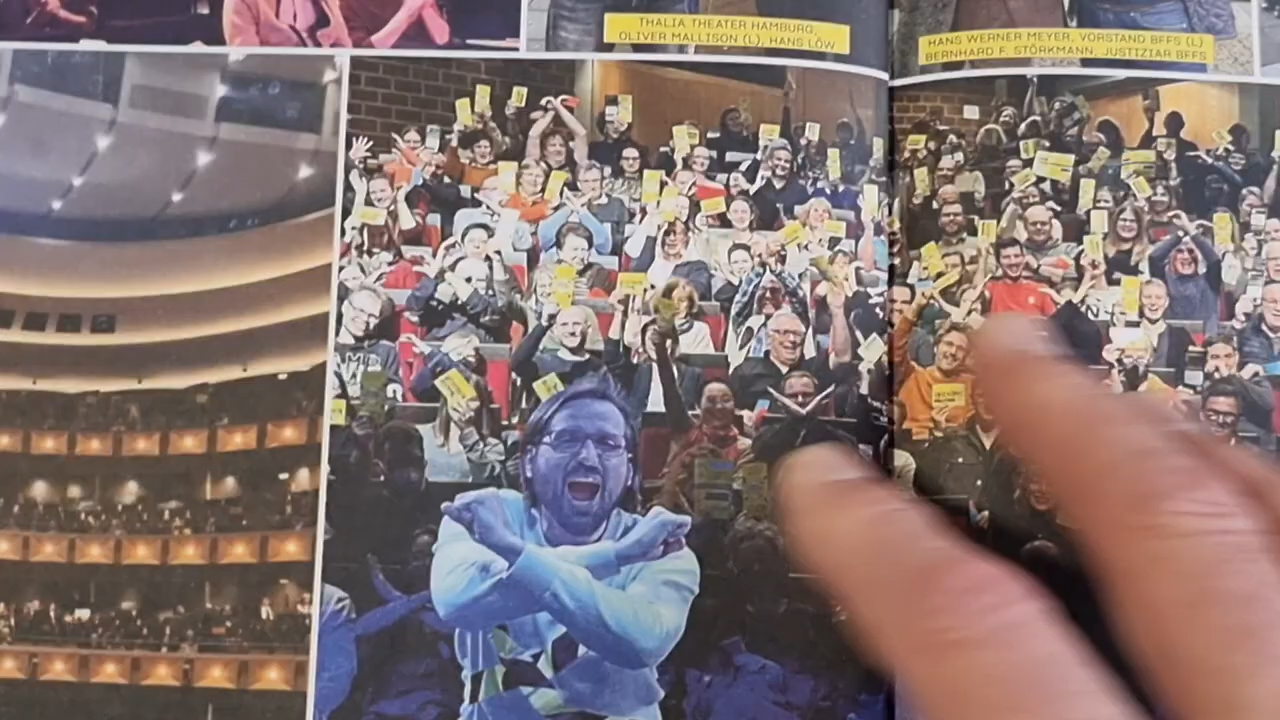 THALIA THEATER HAMBURG,
OLIVER MALLISON (L), HANS LÖW
HANS WERNER MEYER, VORSTAND BFFS (L)
BERNHARD F. STÖRKMANN, JUSTIZIAR BFFS